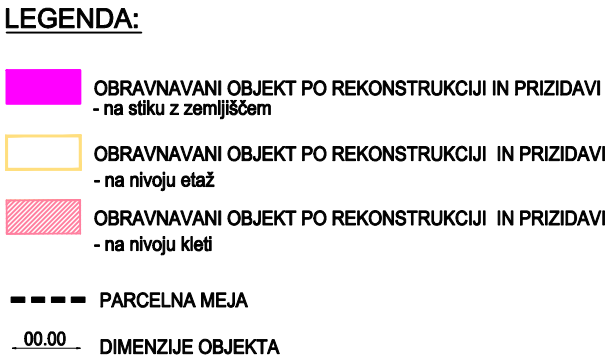 LEGENDA:
OBRAVNAVANI OBJEKT PO REKONSTRUKCIJI IN PRIZIDAVI
- na stiku z zemljiščem
OBRAVNAVANI OBJEKT PO REKONSTRUKCIJI IN PRIZIDAVI
- na nivoju etaž
OBRAVNAVANI OBJEKT PO REKONSTRUKCIJI IN PRIZIDAVI
- na nivoju kleti
PARCELNA MEJA
00.00 DIMENZIJE OBJEKTA